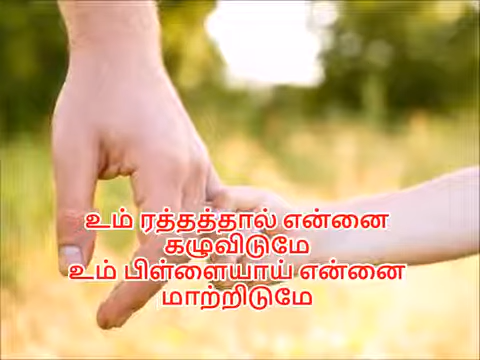 உம் ரத்தத்தால் என்னை
கழுவிடுமே
உம் பிள்ளையாய் என்னை
மாற்றிடுமே